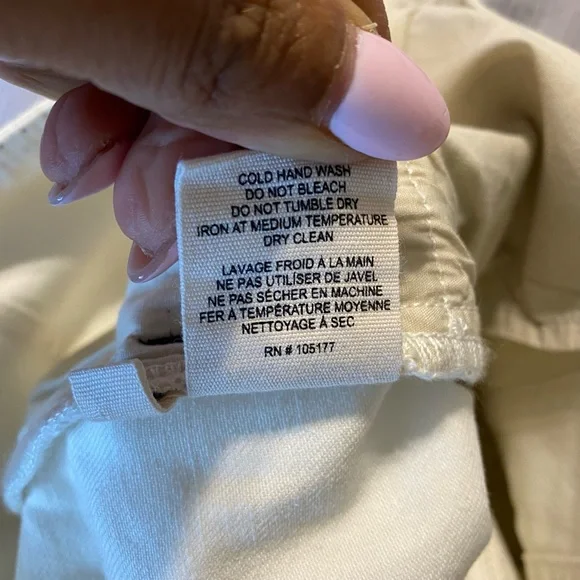 COLD HAND WASH
DO NOT BLEACH
DO NOT TUMBLE DRY
IRON AT MEDIUM TEMPERATURE
DRY CLEAN
LAVAGE FROID À LA MAIN
NE PAS UTILISER DE JAVEL
NE PAS SÉCHER EN MACHINE
FER À TEMPÉRATURE MOYENNE
NETTOYAGE À SEC
RN # 105177